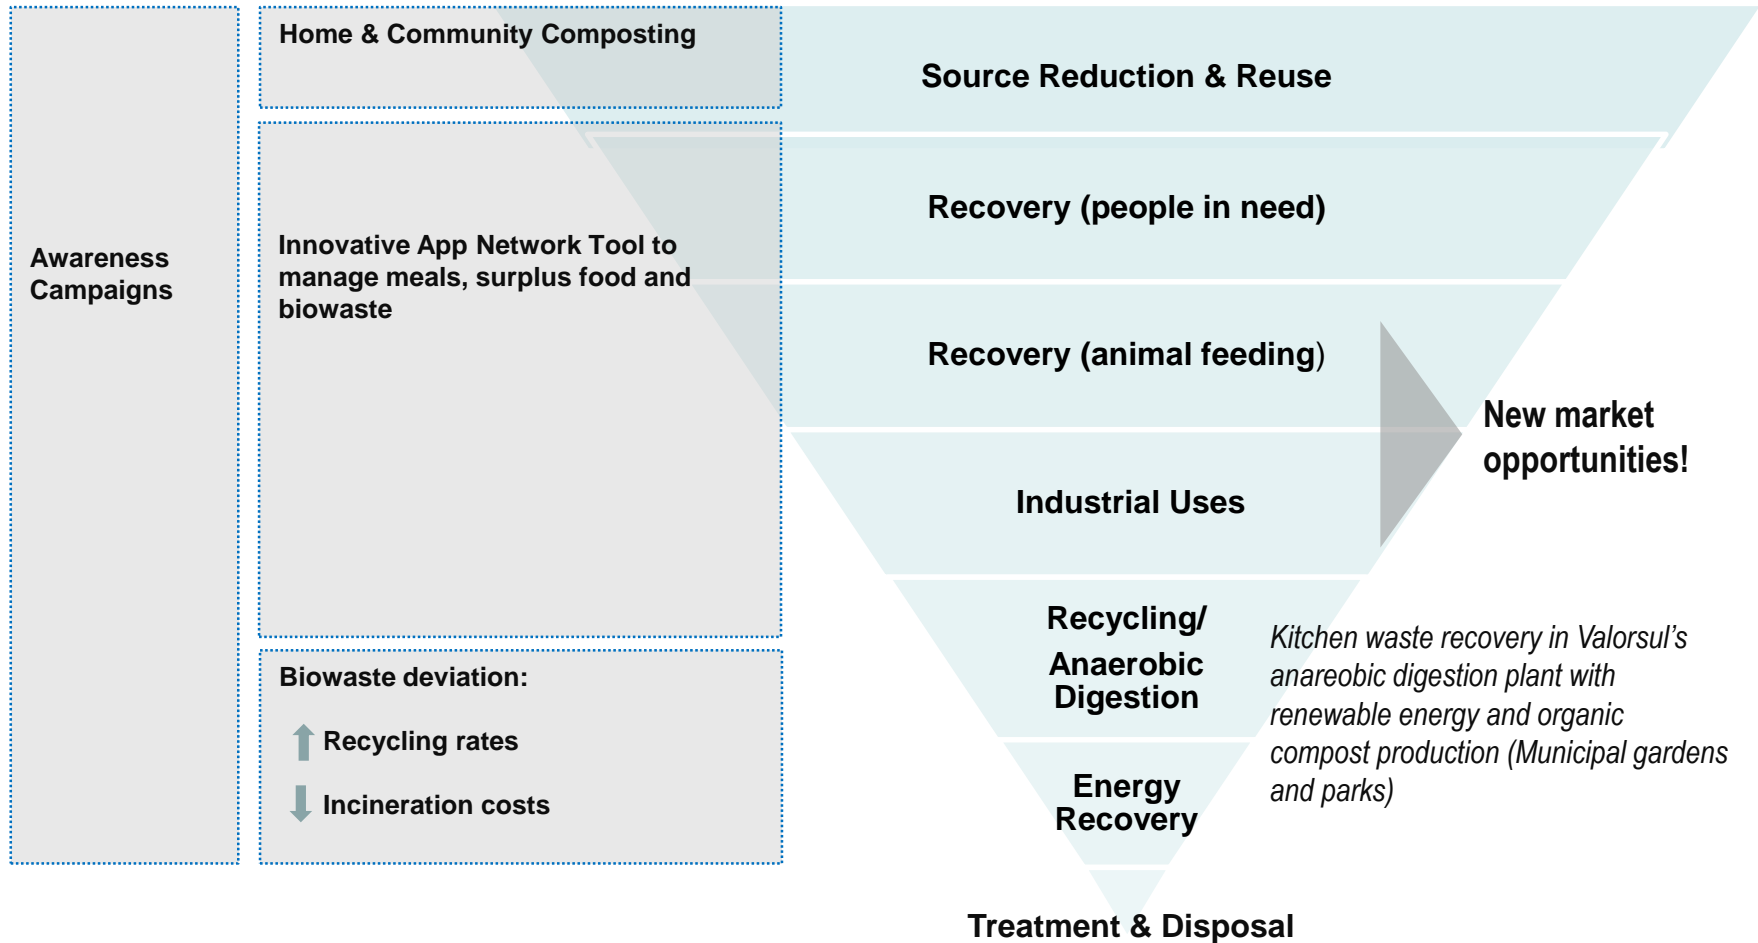 Home & Community Composting
Source Reduction & Reuse
Awareness
Campaigns
Innovative App Network Tool to
manage meals, surplus food and
biowaste
Recovery (people in need)
Recovery (animal feeding)
New market
opportunities!
Industrial Uses
Biowaste deviation:
Recycling rates
Incineration costs
Recycling/
Anaerobic
Digestion
Kitchen waste recovery in Valorsul’s
anareobic digestion plant with
renewable energy and organic
compost production (Municipal gardens
and parks)
Energy
Recovery
Treatment & Disposal